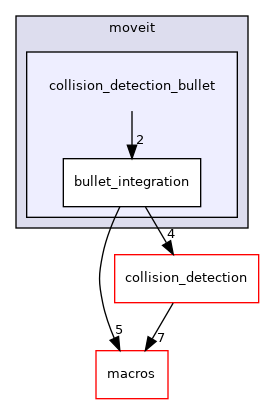 moveit
collision_detection_bullet
2
bullet_integration
4
collision_detection
5
7
macros